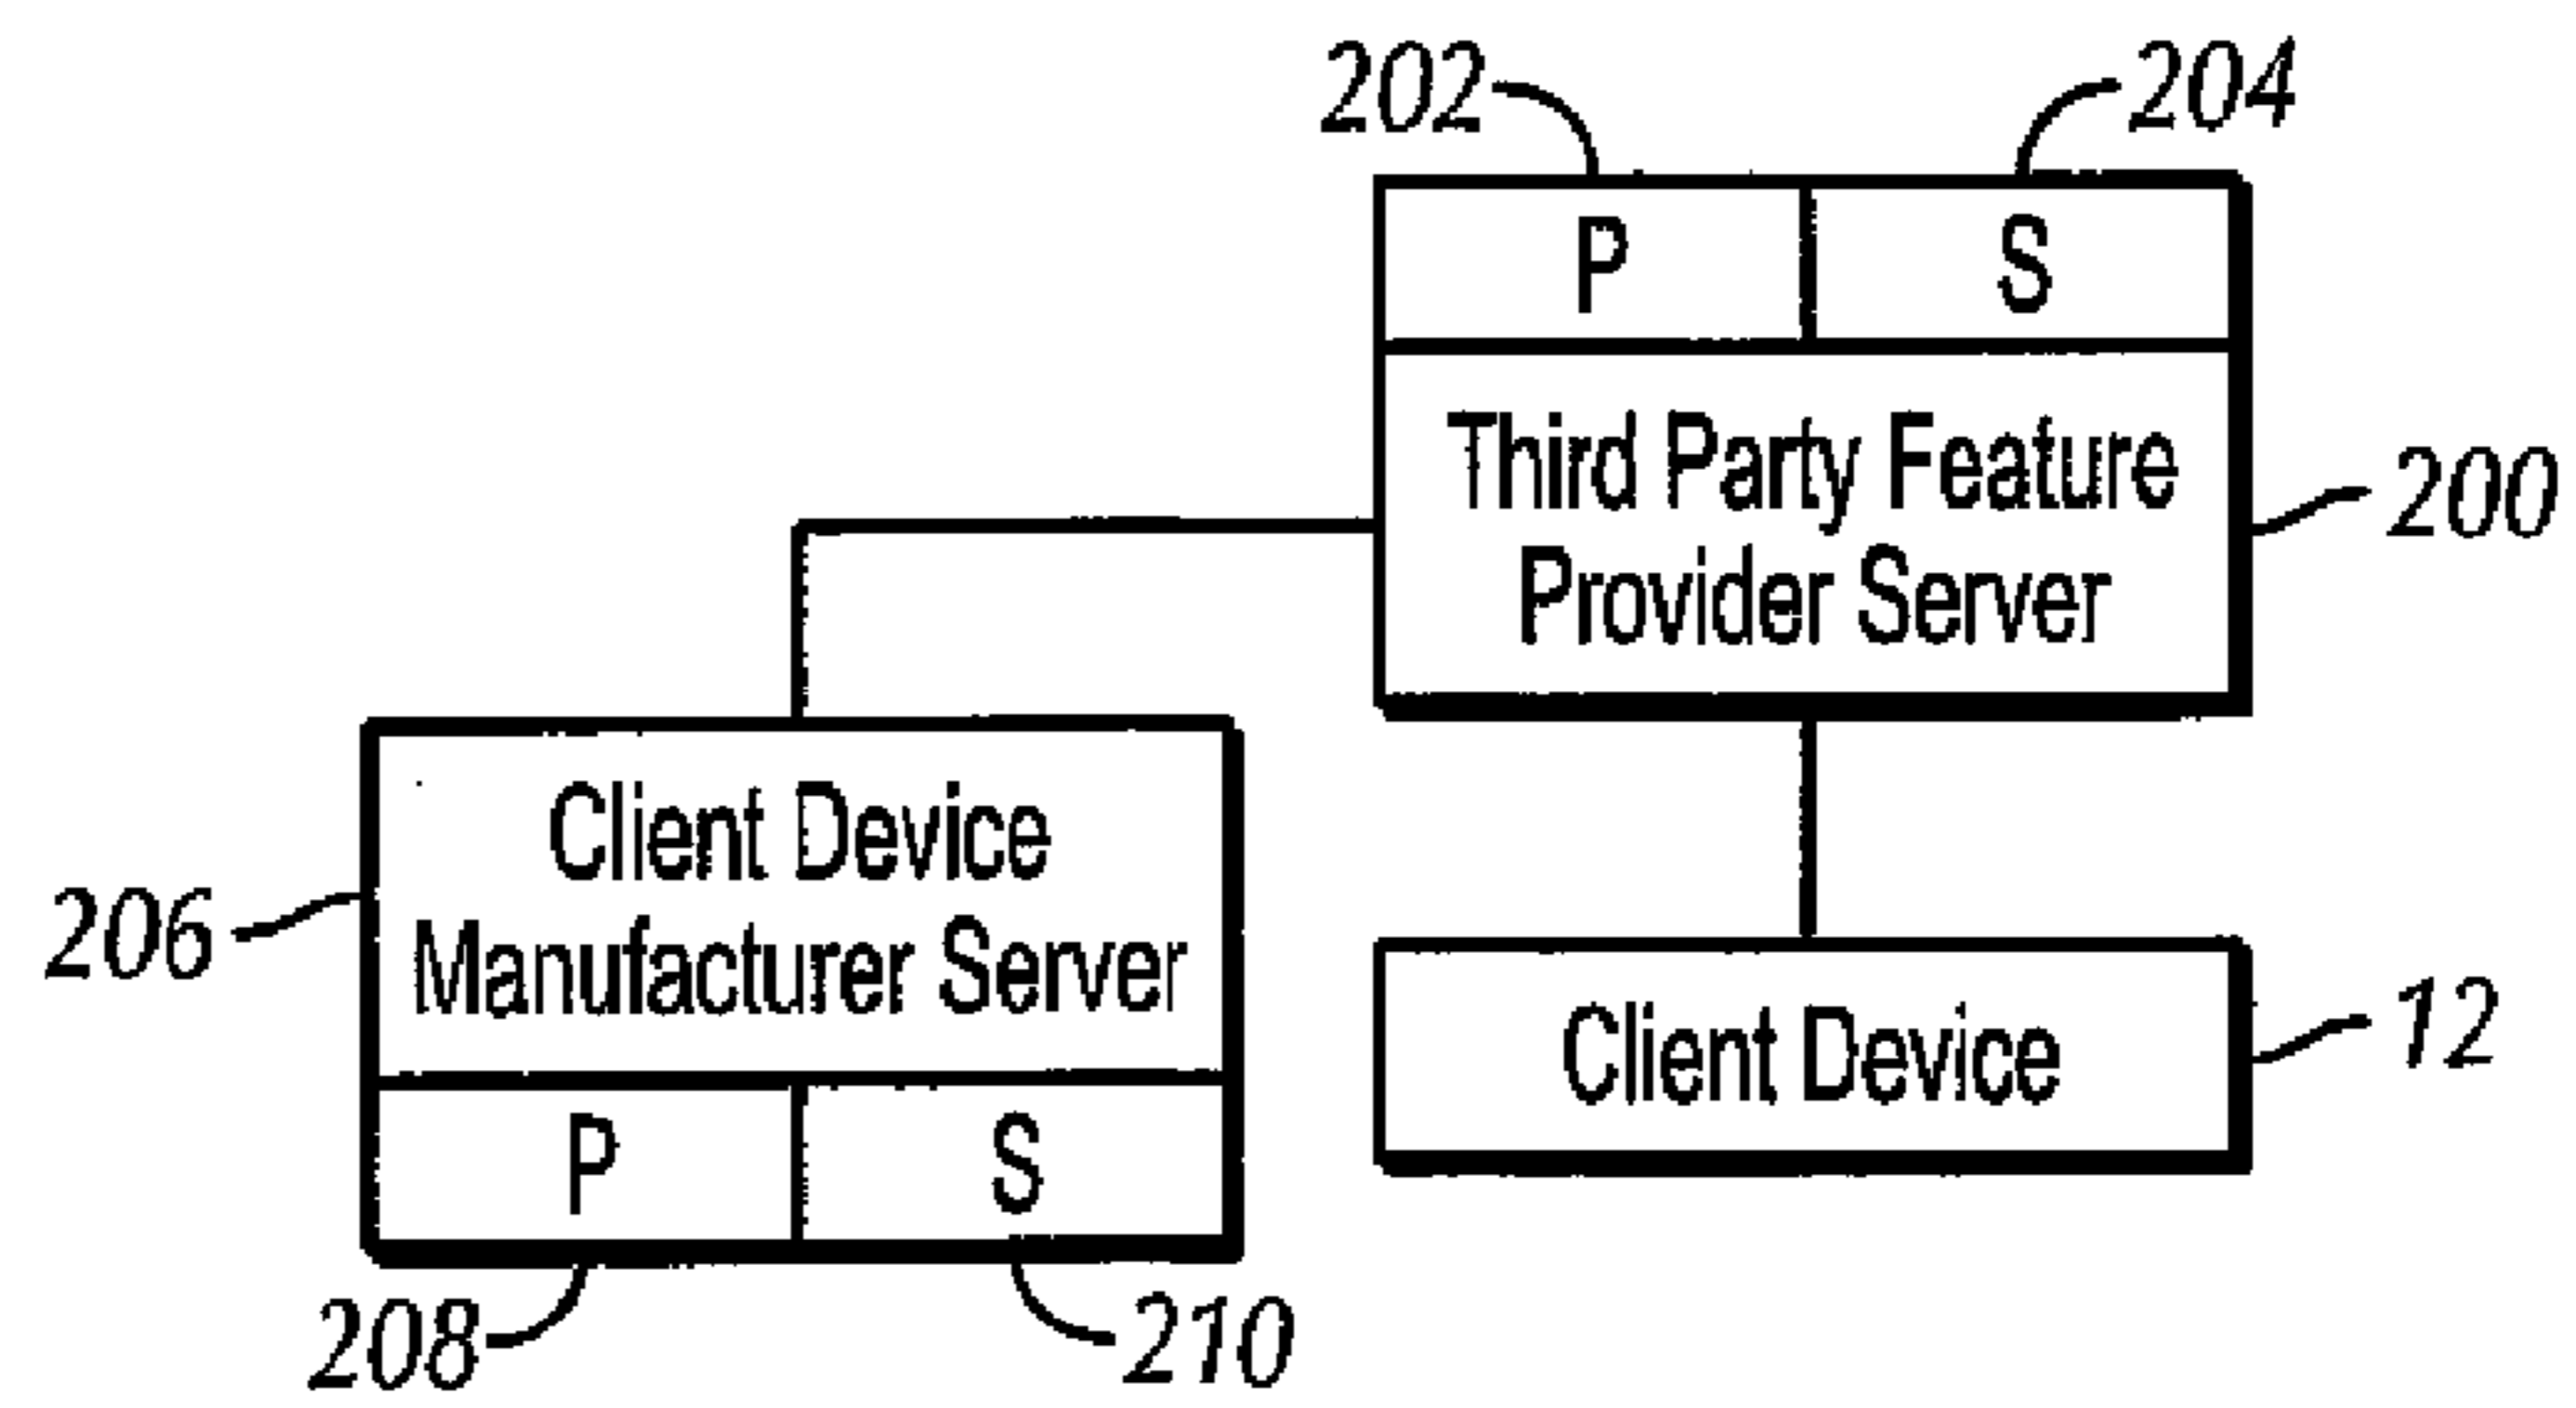 202
204
P
S
Third Party Feature
Provider Server
200
Client Device
Manufacturer Server
206
Client Device
12
P
S
208
210